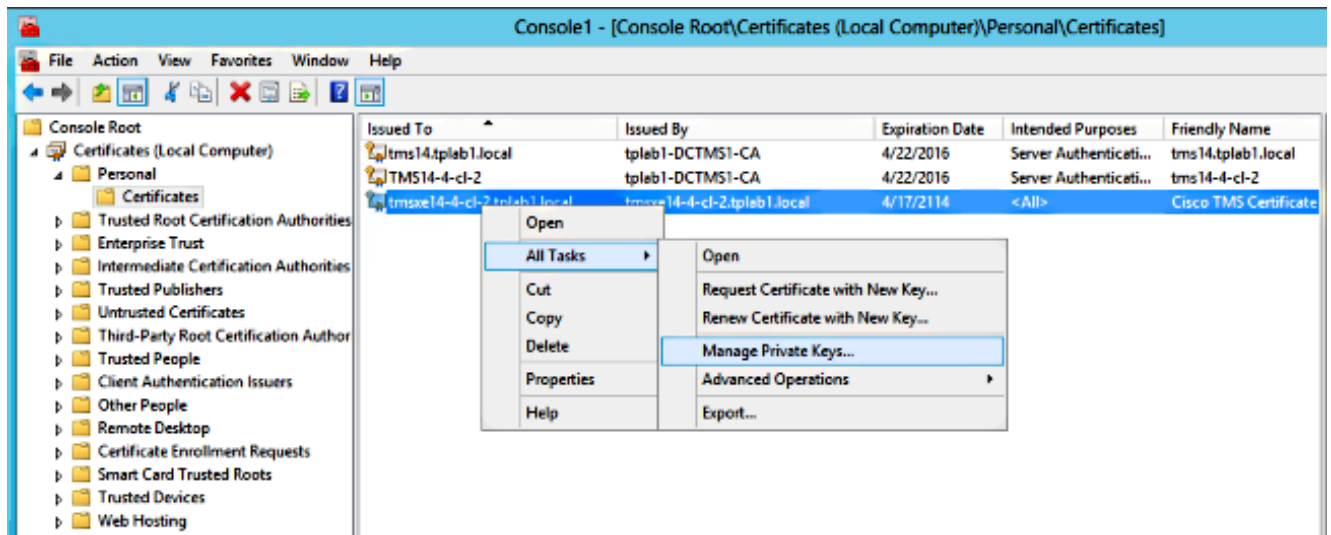 Console1 - [Console Root\Certificates (Local Computer)\Personal\Certificates]
File Action View Favorites Window Help
Console Root
Certificates (Local Computer)
Personal
Certificates
Trusted Root Certification Authorities
Enterprise Trust
Intermediate Certification Authorities
Trusted Publishers
Untrusted Certificates
Third-Party Root Certification Author
Trusted People
Client Authentication Issuers
Other People
Remote Desktop
Certificate Enrollment Requests
Smart Card Trusted Roots
Trusted Devices
Web Hosting
Issued To Issued By Expiration Date Intended Purposes Friendly Name
tms14.tplab1.local tplab1-DCTMS1-CA 4/22/2016 Server Authenticati... tms14.tplab1.local
TMS14-4-cl-2 tplab1-DCTMS1-CA 4/22/2016 Server Authenticati... tms14-4-cl-2
tmsxe14-4-cl-2.tplab1.local tmsxe14-4-cl-2.tplab1.local 4/17/2114 <All> Cisco TMS Certificate
Open
All Tasks
Cut
Copy
Delete
Properties
Help
Open
Request Certificate with New Key...
Renew Certificate with New Key...
Manage Private Keys...
Advanced Operations
Export...